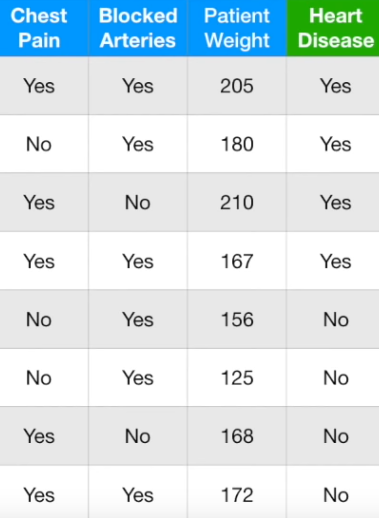 Chest Pain Blocked Arteries Patient Weight Heart Disease
Yes Yes 205 Yes
No Yes 180 Yes
Yes No 210 Yes
Yes Yes 167 Yes
No Yes 156 No
No Yes 125 No
Yes No 168 No
Yes Yes 172 No